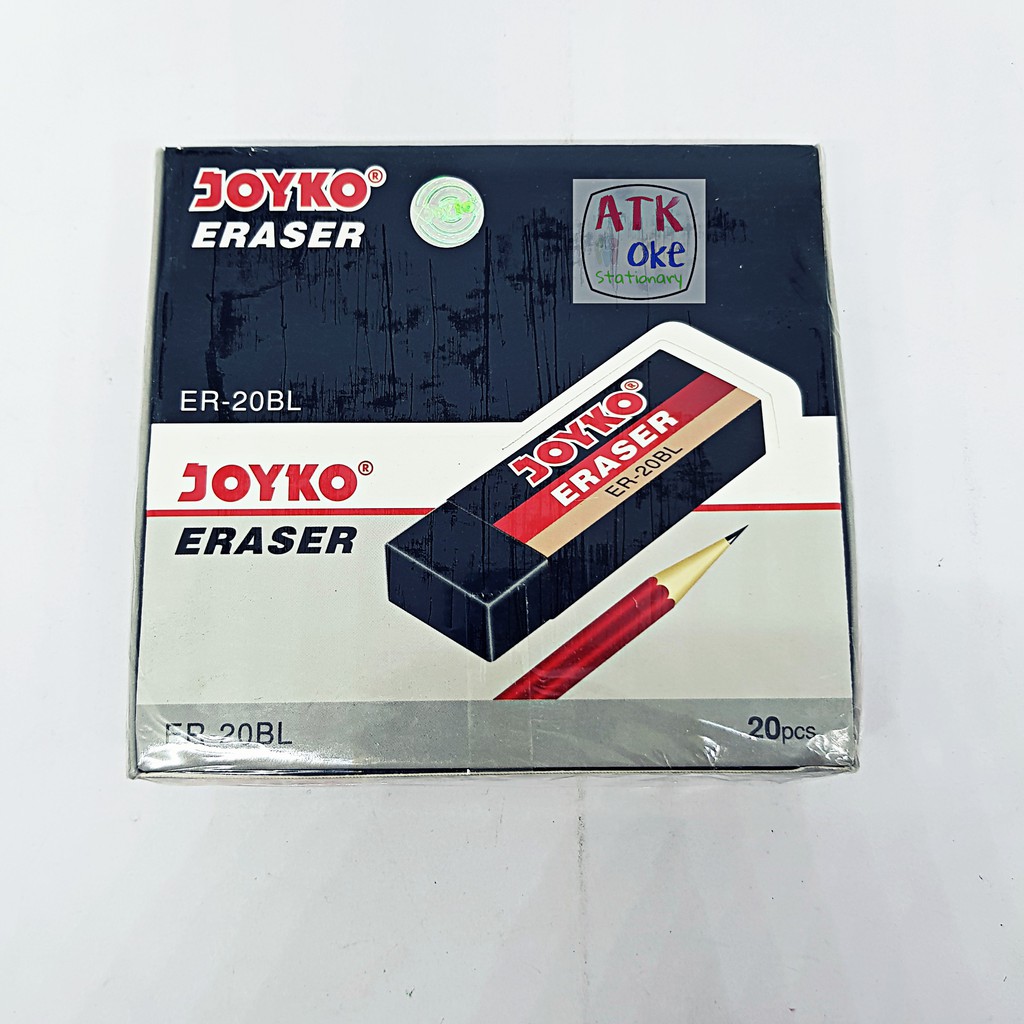 JOYKO®
ERASER
ATK
Oke
Stationary
ER-20BL
JOYKO®
ERASER
ER-20BL
JOYKO®
ERASER
ER-20BL
20pcs